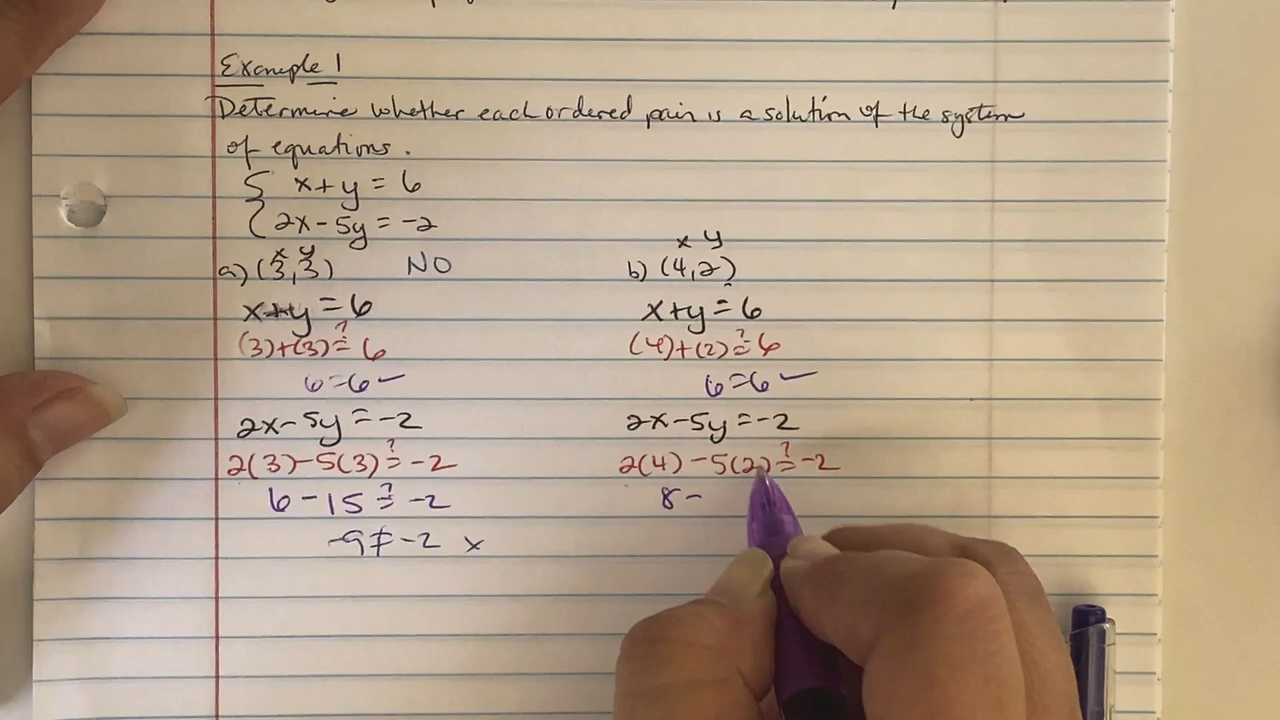 Example 1
Determine whether each ordered pair is a solution of the system
of equations.
{ x+y = 6
2x-5y = -2
x y
a) (3,3) NO
x+y = 6
(3)+(3) ≟ 6
6=6 ✓
2x-5y = -2
2(3)-5(3) ≟ -2
6-15 ≟ -2
-9 ≠ -2 x
x y
b) (4,2)
x+y = 6
(4)+(2) ≟ 6
6=6 ✓
2x-5y = -2
2(4)-5(2) ≟ -2
8-